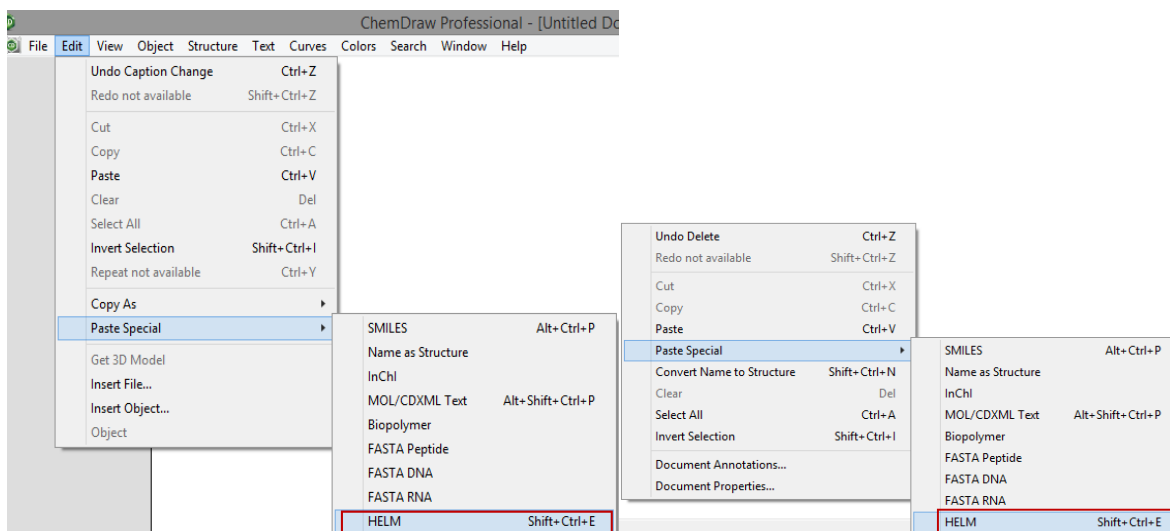 ChemDraw Professional - [Untitled Do
File Edit View Object Structure Text Curves Colors Search Window Help
Undo Caption Change Ctrl+Z
Redo not available Shift+Ctrl+Z
Cut Ctrl+X
Copy Ctrl+C
Paste Ctrl+V
Clear Del
Select All Ctrl+A
Invert Selection Shift+Ctrl+I
Repeat not available Ctrl+Y
Copy As
Paste Special
Get 3D Model
Insert File...
Insert Object...
Object
SMILES Alt+Ctrl+P
Name as Structure
InChI
MOL/CDXML Text Alt+Shift+Ctrl+P
Biopolymer
FASTA Peptide
FASTA DNA
FASTA RNA
HELM Shift+Ctrl+E
Undo Delete Ctrl+Z
Redo not available Shift+Ctrl+Z
Cut Ctrl+X
Copy Ctrl+C
Paste Ctrl+V
Paste Special
Convert Name to Structure Shift+Ctrl+N
Clear Del
Select All Ctrl+A
Invert Selection Shift+Ctrl+I
Document Annotations...
Document Properties...
SMILES Alt+Ctrl+P
Name as Structure
InChI
MOL/CDXML Text Alt+Shift+Ctrl+P
Biopolymer
FASTA Peptide
FASTA DNA
FASTA RNA
HELM Shift+Ctrl+E